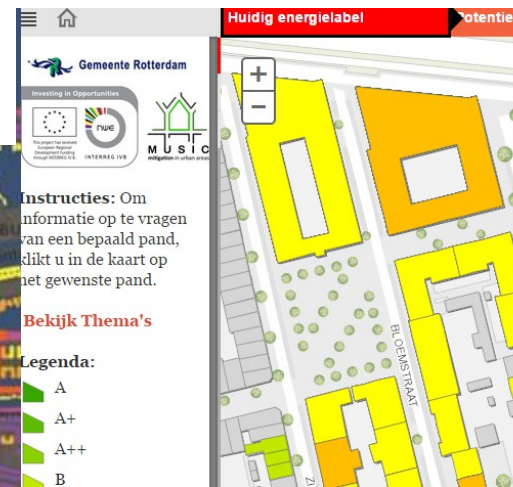 Huidig energielabel
Gemeente Rotterdam
Investing in Opportunities
nwe
INTERREG IVB
MUSIC
mitigation in urban areas
Instructies: Om
informatie op te vragen
van een bepaald pand,
klikt u in de kaart op
het gewenste pand.
Bekijk Thema's
Legenda:
A
A+
A++
B
+
−
BLOEMSTRAAT